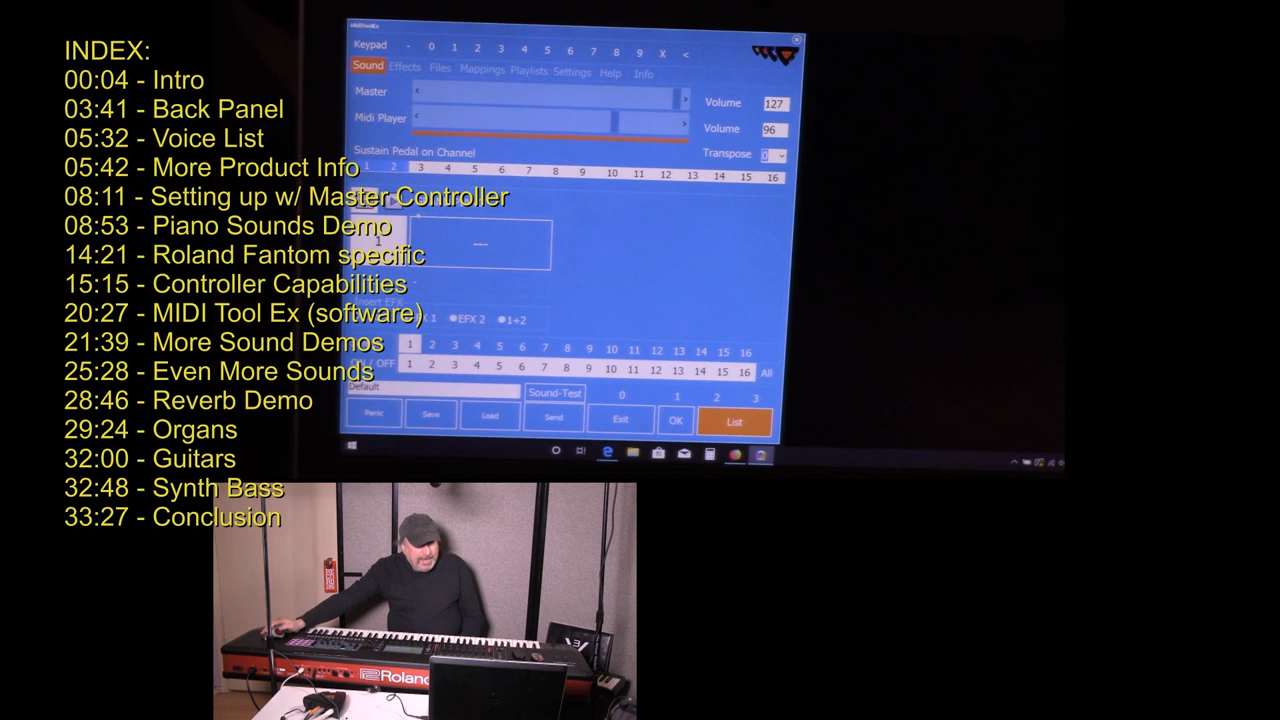 INDEX:
00:04 - Intro
03:41 - Back Panel
05:32 - Voice List
05:42 - More Product Info
08:11 - Setting up w/ Master Controller
08:53 - Piano Sounds Demo
14:21 - Roland Fantom specific
15:15 - Controller Capabilities
20:27 - MIDI Tool Ex (software)
21:39 - More Sound Demos
25:28 - Even More Sounds
28:46 - Reverb Demo
29:24 - Organs
32:00 - Guitars
32:48 - Synth Bass
33:27 - Conclusion
Keypad - 0 1 2 3 4 5 6 7 8 9 X <
Sound Effects Files Mappings Playlists Settings Help Info
Master < > Volume 127
Midi Player < > Volume 96
Sustain Pedal on Channel Transpose 0
1 2 3 4 5 6 7 8 9 10 11 12 13 14 15 16
1 ---
Insert EFX
1 EFX 2 1+2
1 2 3 4 5 6 7 8 9 10 11 12 13 14 15 16
ON / OFF 1 2 3 4 5 6 7 8 9 10 11 12 13 14 15 16 All
Default Sound-Test 0 1 2 3
Panic Save Load Send Exit OK List
Roland